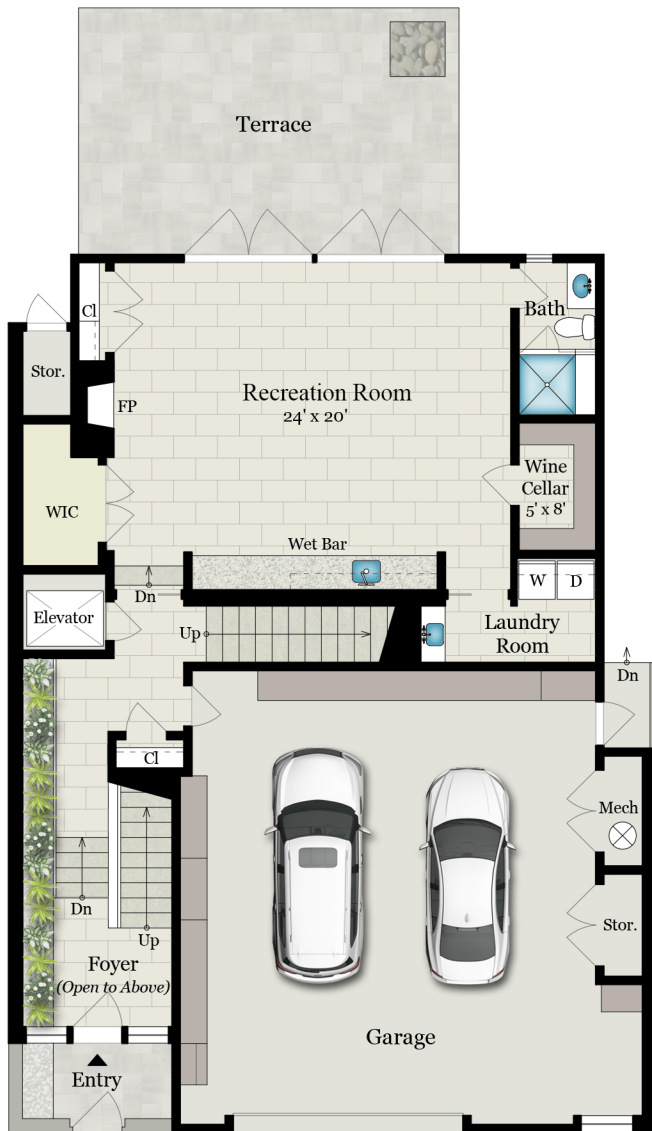 Terrace
Cl
Bath
Stor.
FP
Recreation Room
24' x 20'
Wine
Cellar
5' x 8'
WIC
Wet Bar
W
D
Dn
Elevator
Up
Laundry
Room
Dn
Cl
Mech
Dn
Up
Stor.
Foyer
(Open to Above)
Garage
Entry